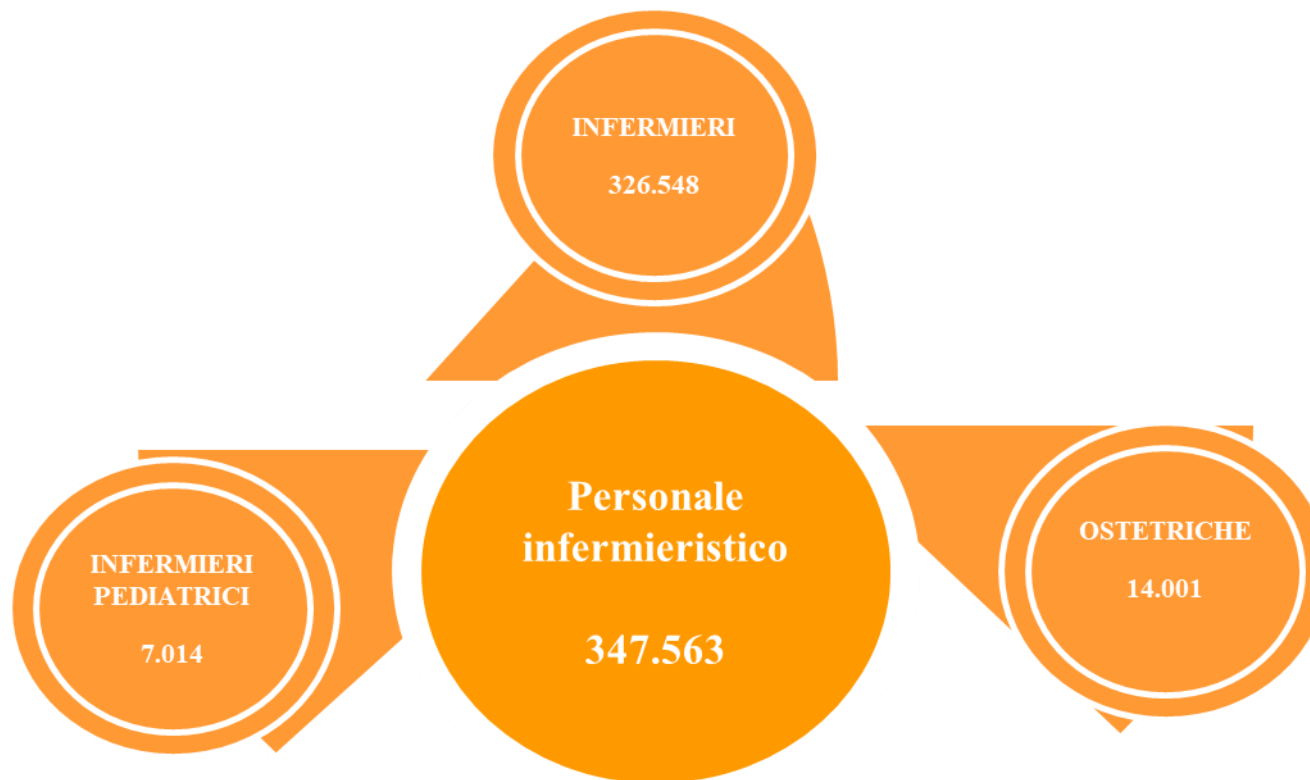 INFERMIERI
326.548
Personale
infermieristico
347.563
INFERMIERI
PEDIATRICI
7.014
OSTETRICHE
14.001